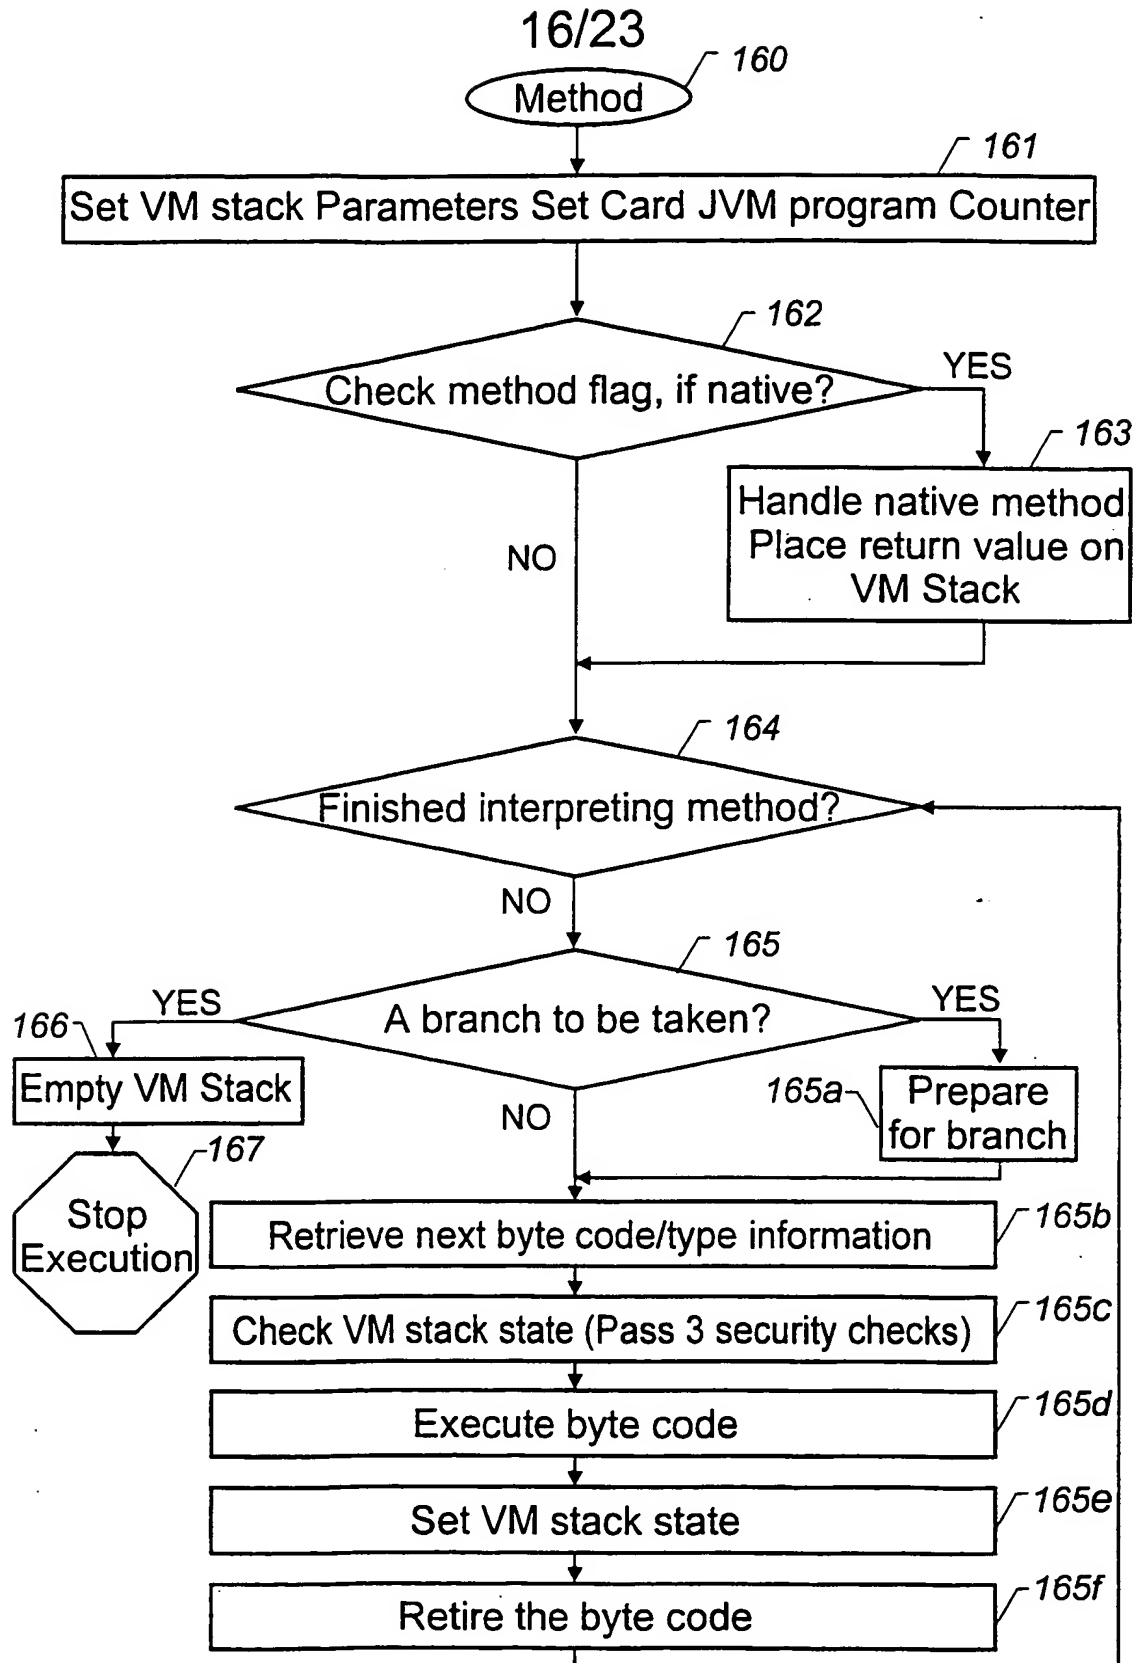 16/23
160
Method
161
Set VM stack Parameters Set Card JVM program Counter
162
Check method flag, if native?
YES
163
Handle native method
Place return value on
VM Stack
NO
164
Finished interpreting method?
NO
165
A branch to be taken?
YES
YES
166
Empty VM Stack
165a
Prepare
for branch
NO
167
Stop
Execution
165b
Retrieve next byte code/type information
165c
Check VM stack state (Pass 3 security checks)
165d
Execute byte code
165e
Set VM stack state
165f
Retire the byte code